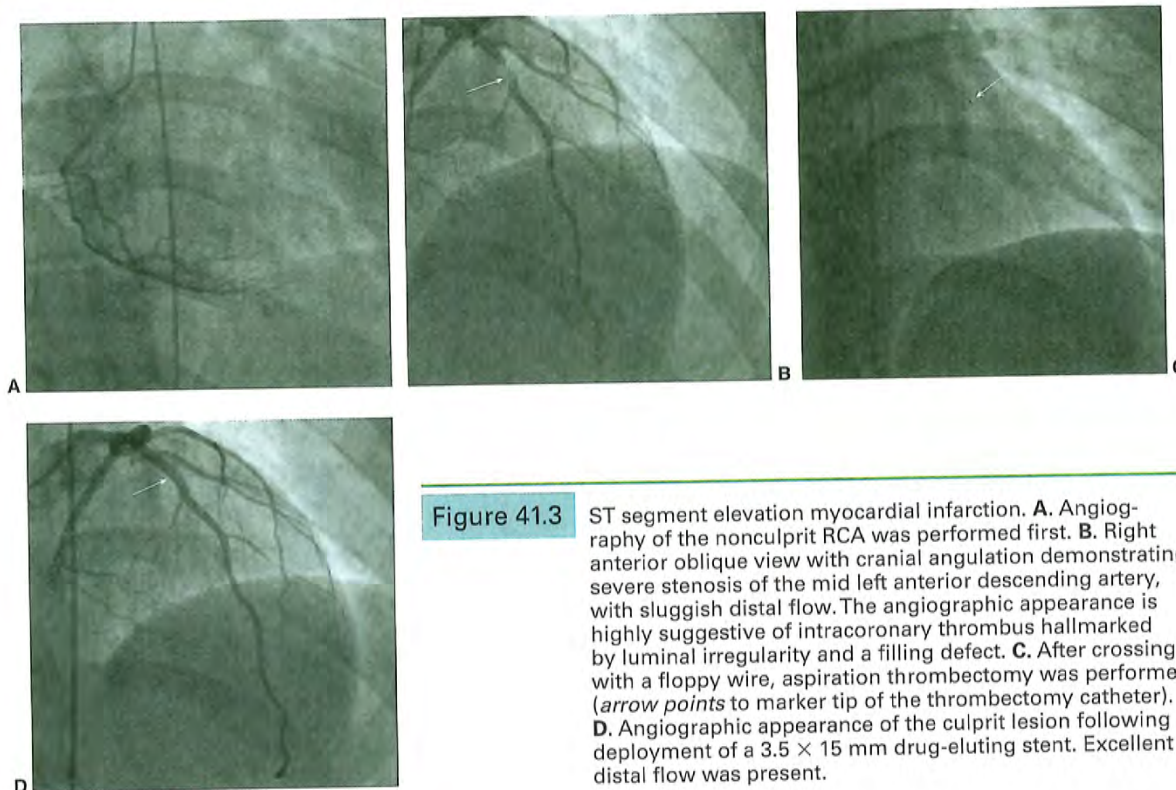 A
B
C
D
Figure 41.3
ST segment elevation myocardial infarction. A. Angiog-
raphy of the nonculprit RCA was performed first. B. Right
anterior oblique view with cranial angulation demonstratin
severe stenosis of the mid left anterior descending artery,
with sluggish distal flow. The angiographic appearance is
highly suggestive of intracoronary thrombus hallmarked
by luminal irregularity and a filling defect. C. After crossing
with a floppy wire, aspiration thrombectomy was performe
(arrow points to marker tip of the thrombectomy catheter).
D. Angiographic appearance of the culprit lesion following
deployment of a 3.5 × 15 mm drug-eluting stent. Excellent
distal flow was present.